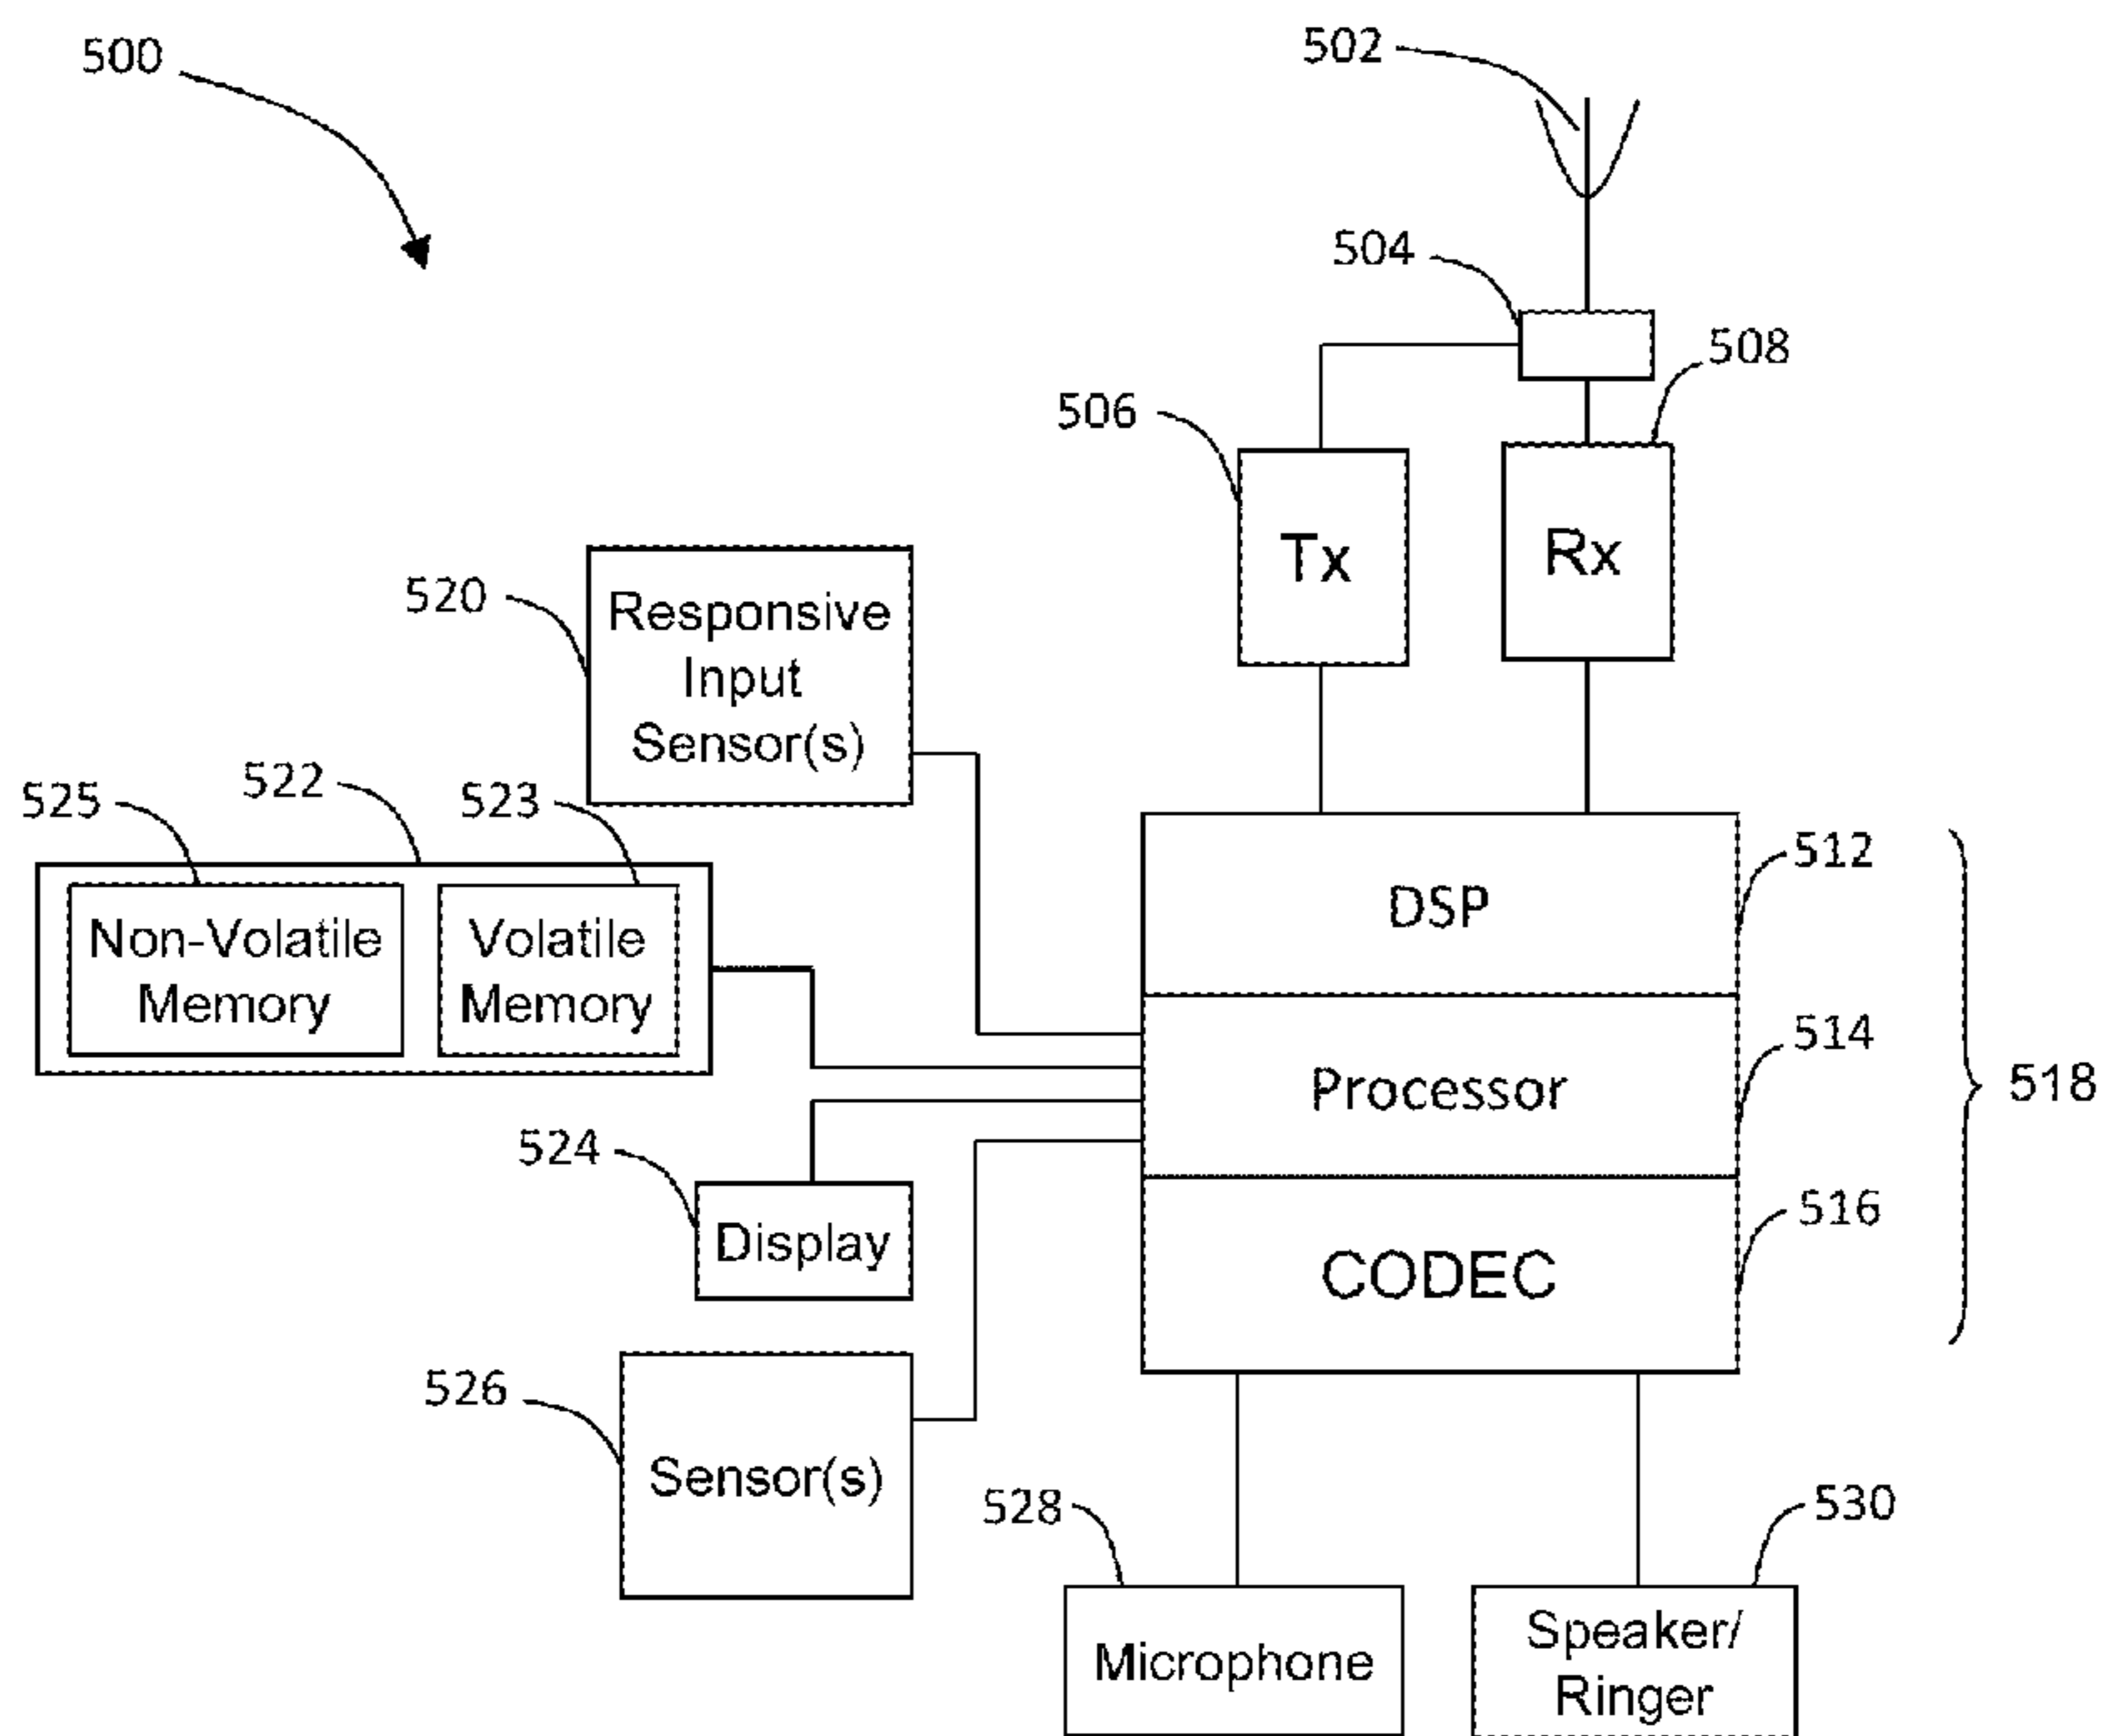 500
502
504
508
506
Tx
Rx
520
Responsive
Input
Sensor(s)
525
522
523
Non-Volatile
Memory
Volatile
Memory
512
DSP
514
Processor
518
524
Display
516
CODEC
526
Sensor(s)
528
530
Microphone
Speaker/
Ringer